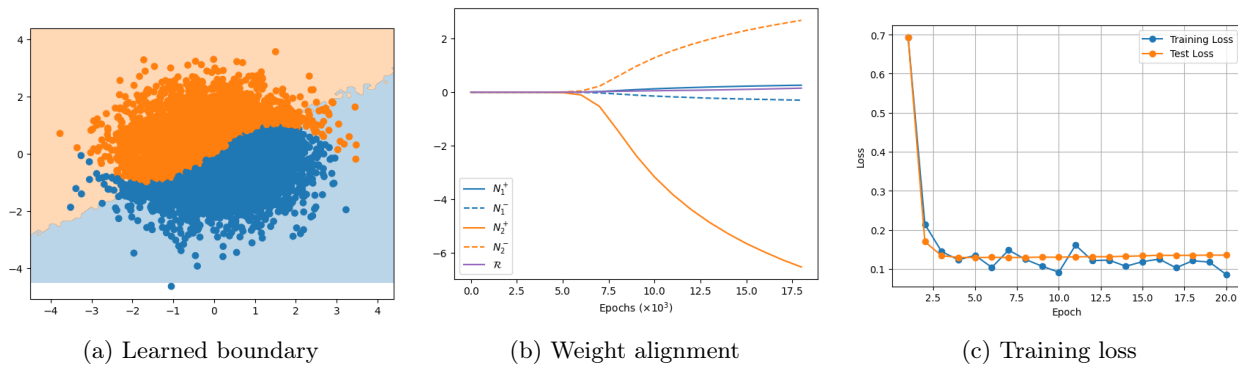 4
2
0
−2
−4
−4 −3 −2 −1 0 1 2 3 4
(a) Learned boundary
2
0
−2
−4
−6
N₁⁺
N₁⁻
N₂⁺
N₂⁻
ℛ
0.0 2.5 5.0 7.5 10.0 12.5 15.0 17.5
Epochs (×10³)
(b) Weight alignment
Loss
0.7
0.6
0.5
0.4
0.3
0.2
0.1
Training Loss
Test Loss
2.5 5.0 7.5 10.0 12.5 15.0 17.5 20.0
Epoch
(c) Training loss